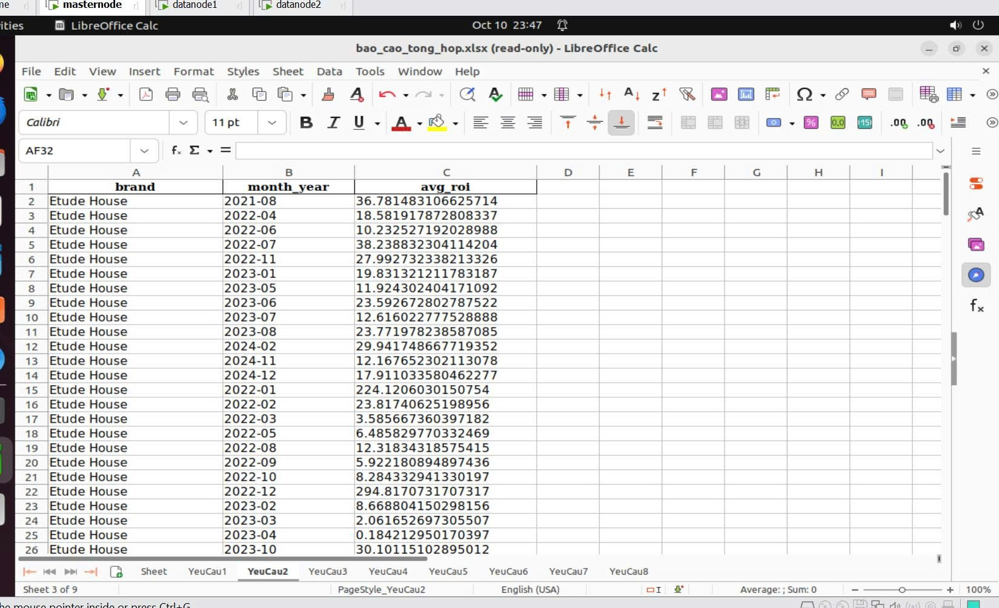 me masternode datanode1 datanode2
ities LibreOffice Calc Oct 10 23:47
bao_cao_tong_hop.xlsx (read-only) - LibreOffice Calc
File Edit View Insert Format Styles Sheet Data Tools Window Help
Calibri 11 pt
AF32
A B C D E F G H I
1 brand month_year avg_roi
2 Etude House 2021-08 36.781483106625714
3 Etude House 2022-04 18.581917872808337
4 Etude House 2022-06 10.232527192028988
5 Etude House 2022-07 38.238832304114204
6 Etude House 2022-11 27.992732338213326
7 Etude House 2023-01 19.831321211783187
8 Etude House 2023-05 11.924302404171092
9 Etude House 2023-06 23.592672802787522
10 Etude House 2023-07 12.616022777528888
11 Etude House 2023-08 23.771978238587085
12 Etude House 2024-02 29.941748667719352
13 Etude House 2024-11 12.167652302113078
14 Etude House 2024-12 17.911033580462277
15 Etude House 2022-01 224.1206030150754
16 Etude House 2022-02 23.81740625198956
17 Etude House 2022-03 3.585667360397182
18 Etude House 2022-05 6.485829770332469
19 Etude House 2022-08 12.31834318575415
20 Etude House 2022-09 5.922180894897436
21 Etude House 2022-10 8.284332941330197
22 Etude House 2022-12 294.8170731707317
23 Etude House 2023-02 8.668804150298156
24 Etude House 2023-03 2.061652697305507
25 Etude House 2023-04 0.184212950170397
26 Etude House 2023-10 30.10115102895012
Sheet YeuCau1 YeuCau2 YeuCau3 YeuCau4 YeuCau5 YeuCau6 YeuCau7 YeuCau8
Sheet 3 of 9 PageStyle_YeuCau2 English (USA) Average: ; Sum: 0 100%
he mouse pointer inside or press Ctrl+G